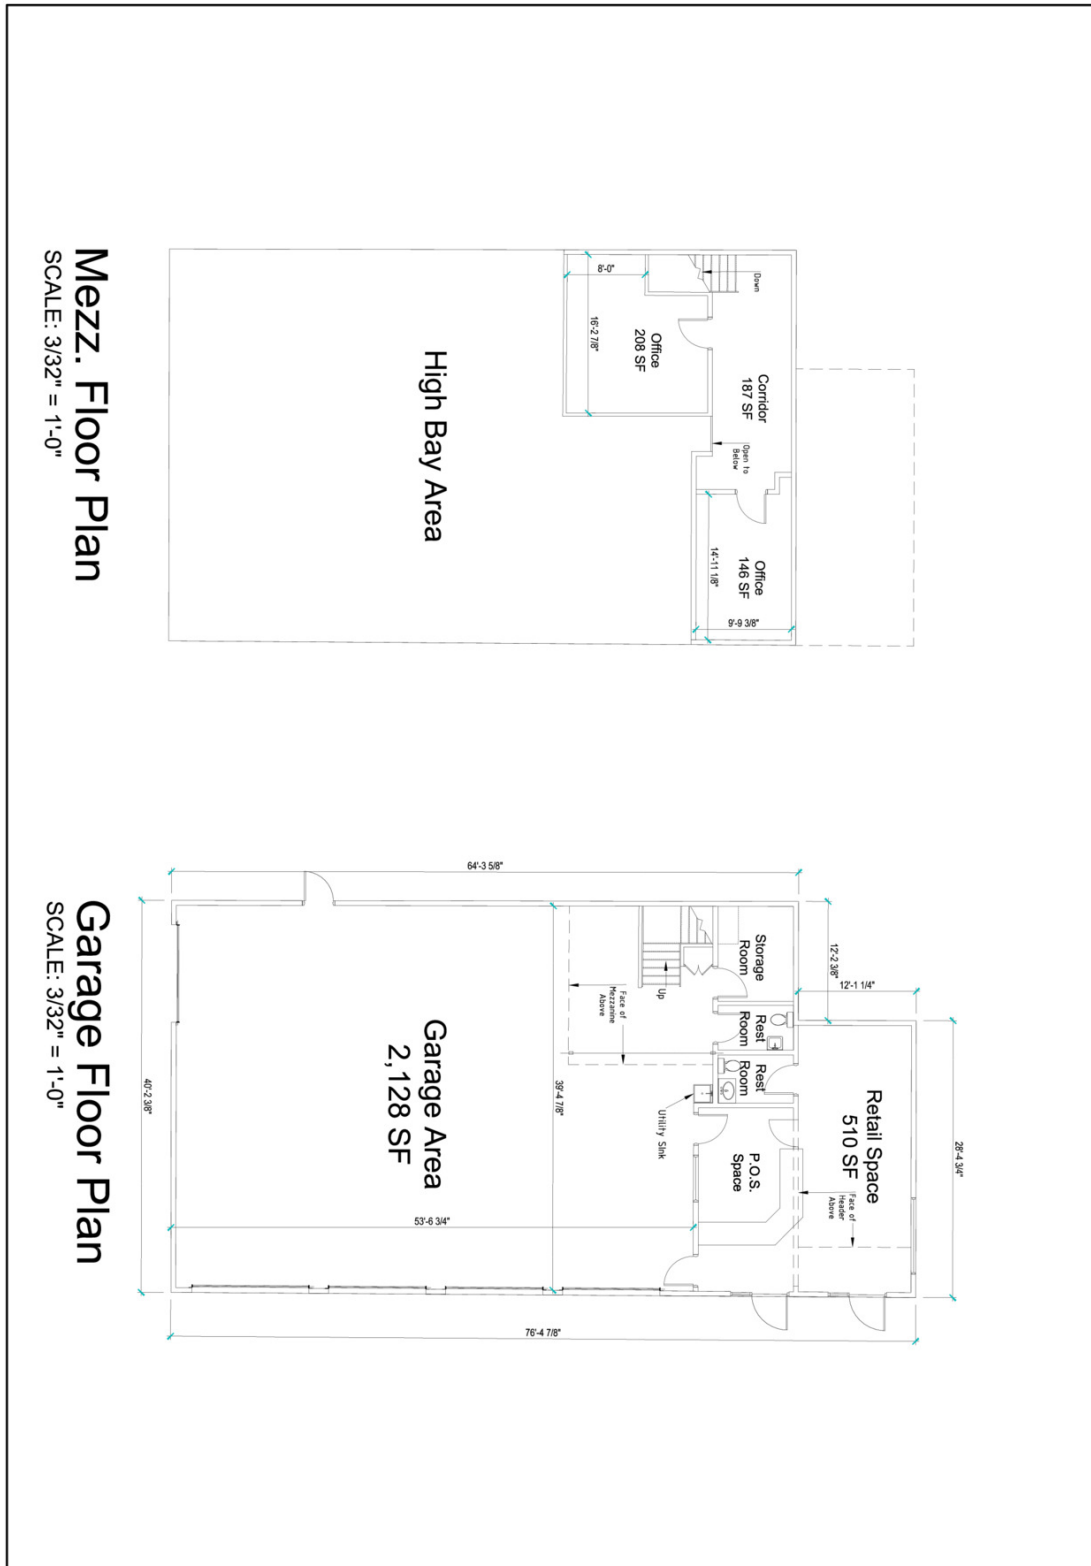 Mezz. Floor Plan
SCALE: 3/32" = 1'-0"
High Bay Area
Office
208 SF
8'-0"
16'-2 7/8"
Down
Corridor
187 SF
Open to
Below
Office
146 SF
14'-11 1/8"
9'-9 3/8"
Garage Floor Plan
SCALE: 3/32" = 1'-0"
64'-3 5/8"
12'-2 3/8"
12'-1 1/4"
40'-2 3/8"
39'-4 7/8"
53'-6 3/4"
28'-4 3/4"
76'-4 7/8"
Garage Area
2,128 SF
Face of
Mezzanine
Above
Up
Storage
Room
Rest
Room
Rest
Room
Utility Sink
P.O.S.
Space
Retail Space
510 SF
Face of
Header
Above